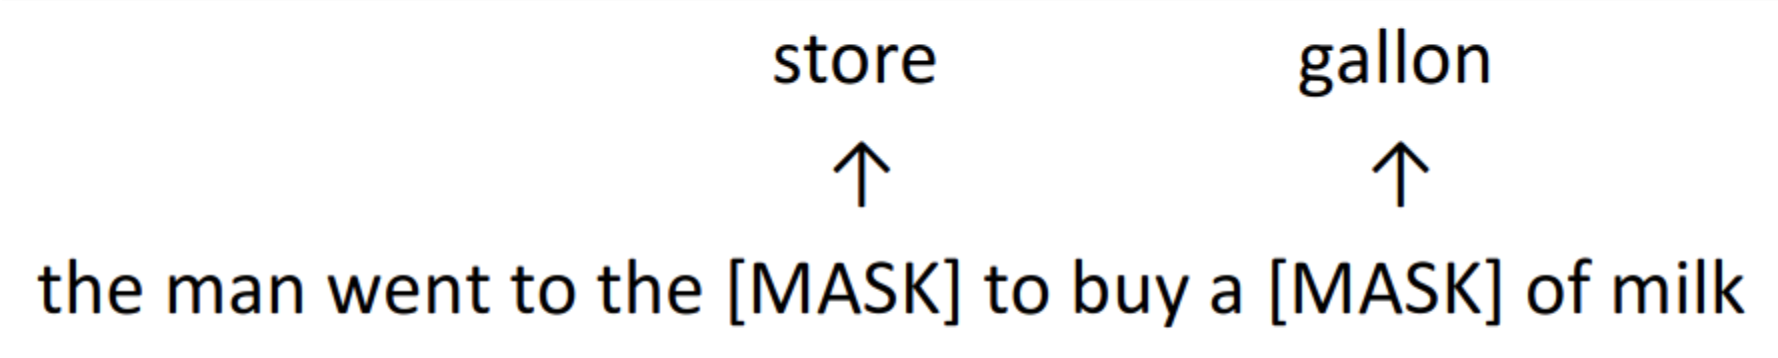 store gallon
↑ ↑
the man went to the [MASK] to buy a [MASK] of milk